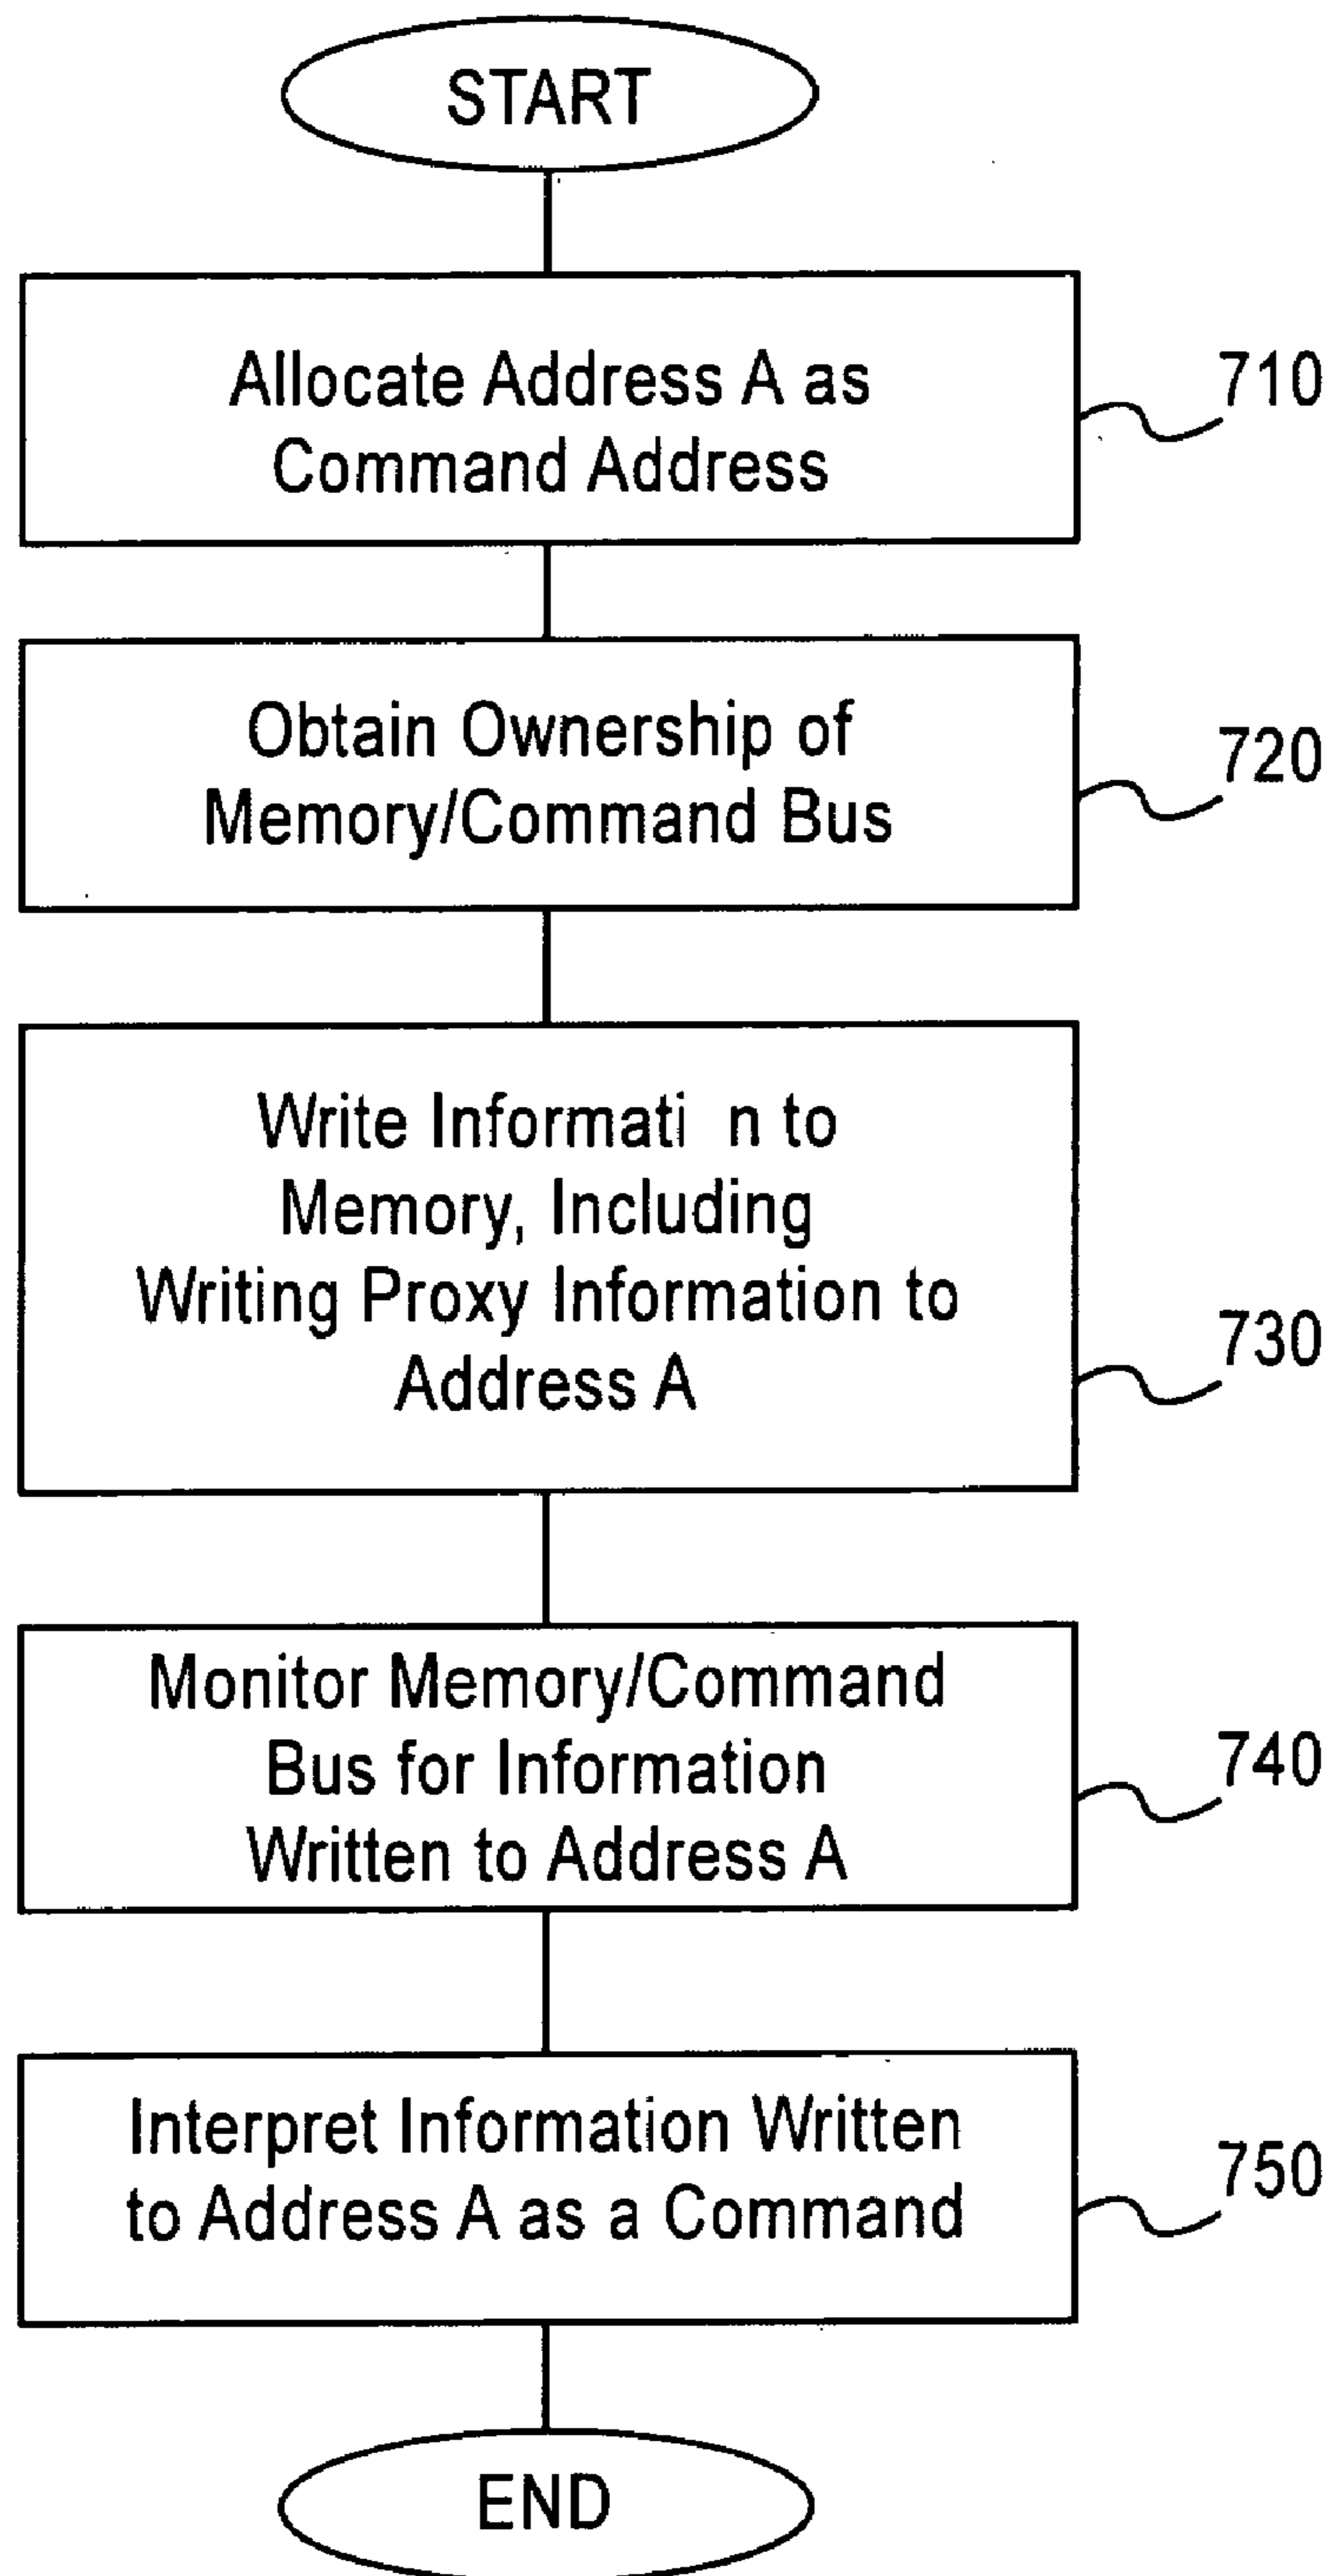 START
Allocate Address A as
Command Address
710
Obtain Ownership of
Memory/Command Bus
720
Write Informati n to
Memory, Including
Writing Proxy Information to
Address A
730
Monitor Memory/Command
Bus for Information
Written to Address A
740
Interpret Information Written
to Address A as a Command
750
END